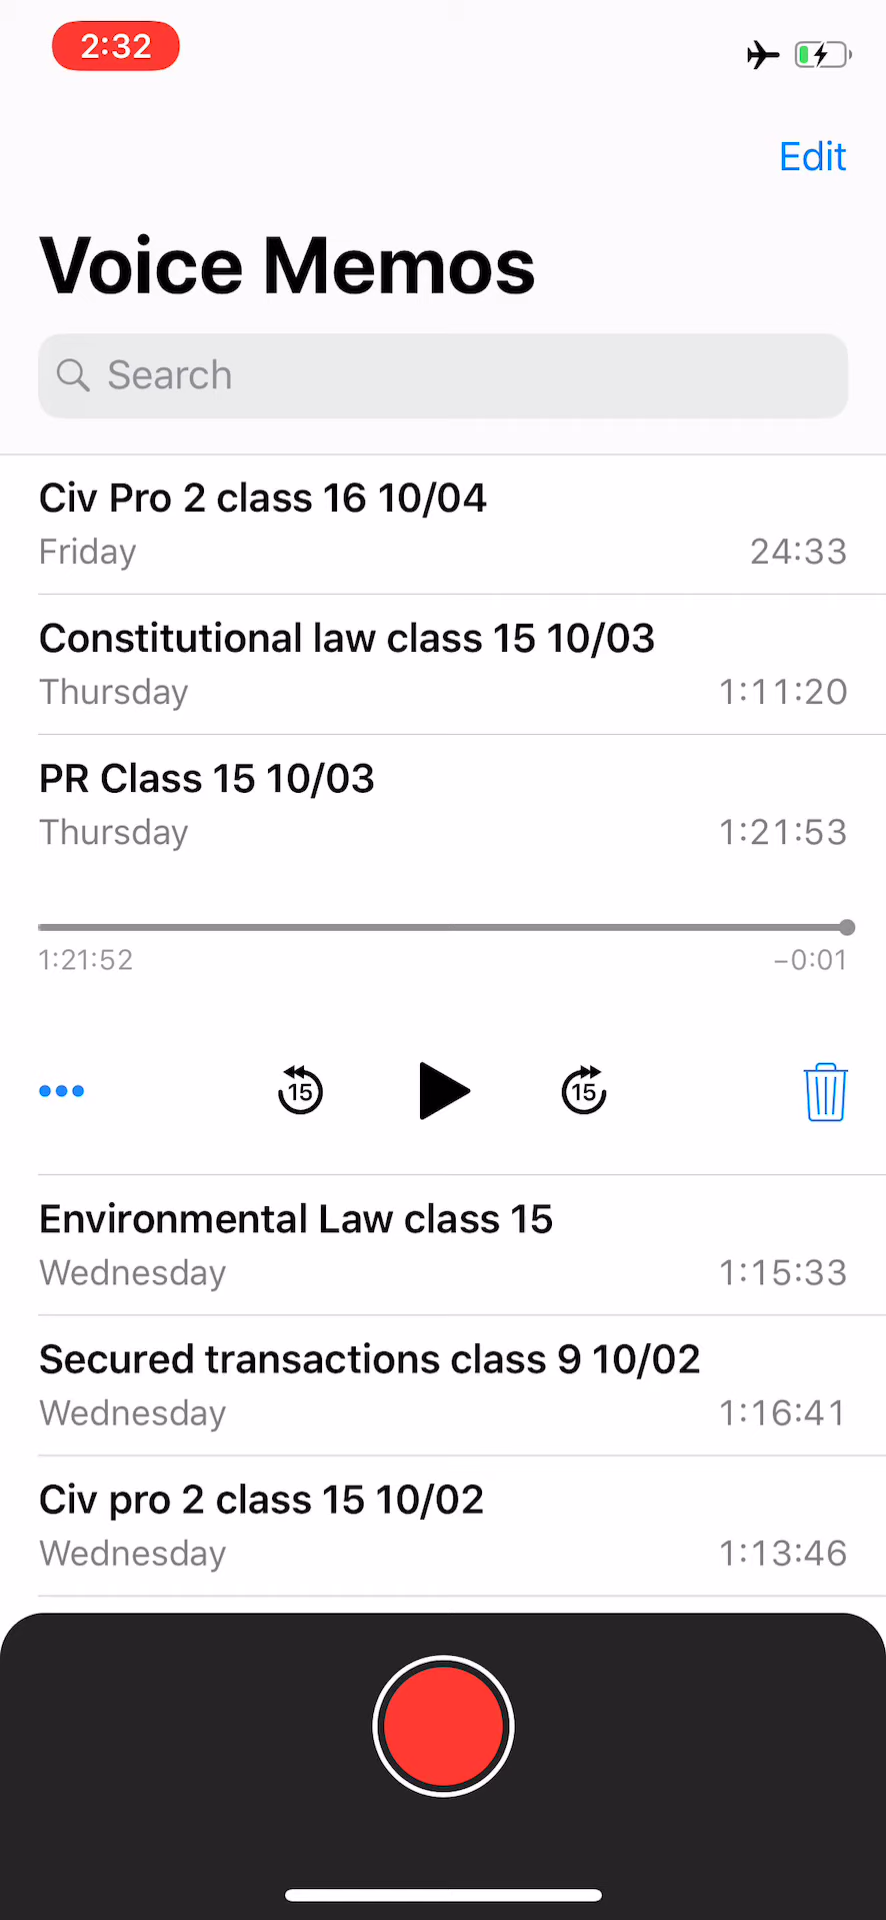 2:32
Edit
Voice Memos
Search
Civ Pro 2 class 16 10/04
Friday 24:33
Constitutional law class 15 10/03
Thursday 1:11:20
PR Class 15 10/03
Thursday 1:21:53
1:21:52 −0:01
15 15
Environmental Law class 15
Wednesday 1:15:33
Secured transactions class 9 10/02
Wednesday 1:16:41
Civ pro 2 class 15 10/02
Wednesday 1:13:46